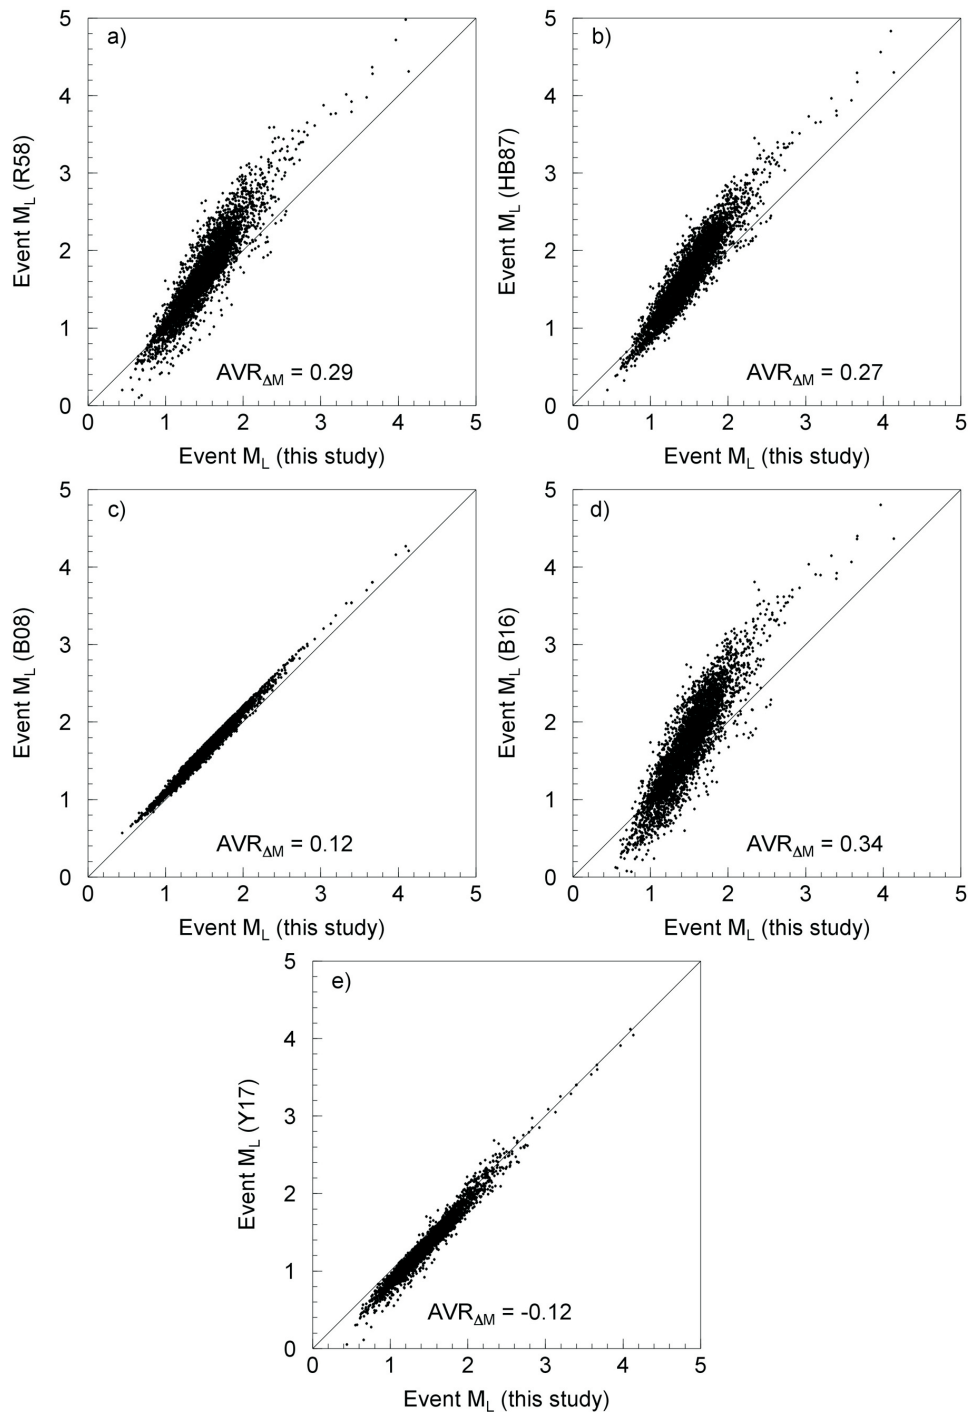 a)
5
4
3
2
1
0
Event M_L (R58)
AVR_ΔM = 0.29
0 1 2 3 4 5
Event M_L (this study)
b)
5
4
3
2
1
0
Event M_L (HB87)
AVR_ΔM = 0.27
0 1 2 3 4 5
Event M_L (this study)
c)
5
4
3
2
1
0
Event M_L (B08)
AVR_ΔM = 0.12
0 1 2 3 4 5
Event M_L (this study)
d)
5
4
3
2
1
0
Event M_L (B16)
AVR_ΔM = 0.34
0 1 2 3 4 5
Event M_L (this study)
e)
5
4
3
2
1
0
Event M_L (Y17)
AVR_ΔM = -0.12
0 1 2 3 4 5
Event M_L (this study)